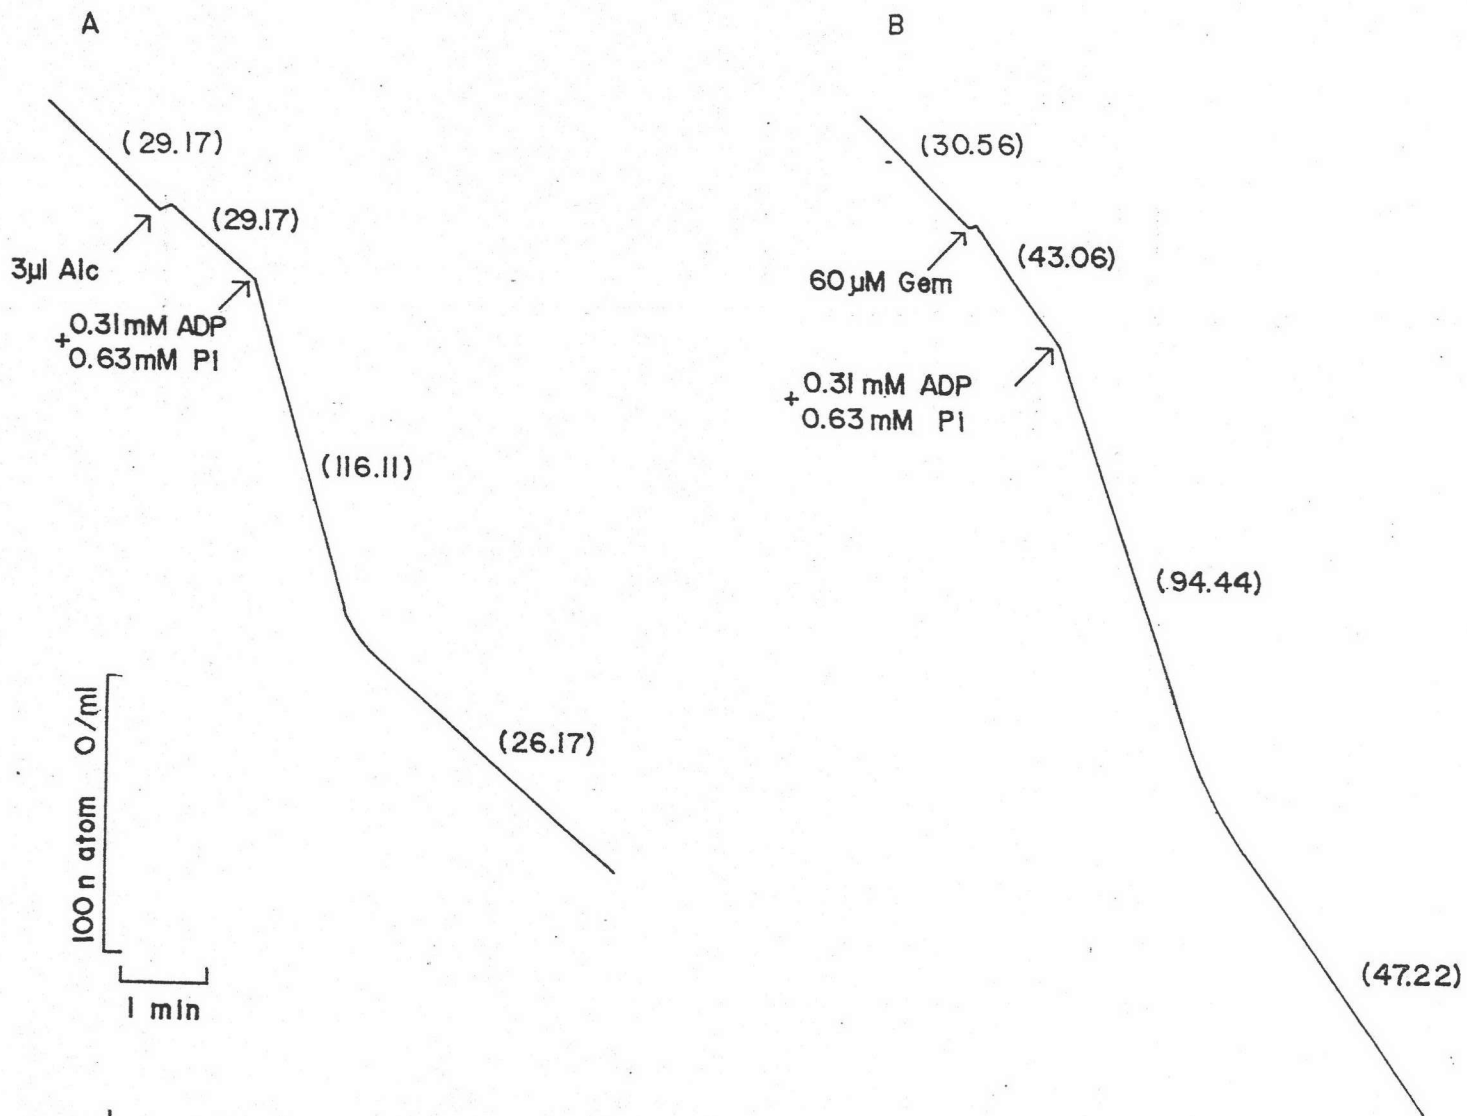 A
(29.17)
(29.17)
3µl Alc
+0.31mM ADP
0.63mM PI
(116.11)
(26.17)
100 n atom O/ml
1 min
B
(30.56)
(43.06)
60µM Gem
+0.31mM ADP
0.63mM PI
(94.44)
(47.22)